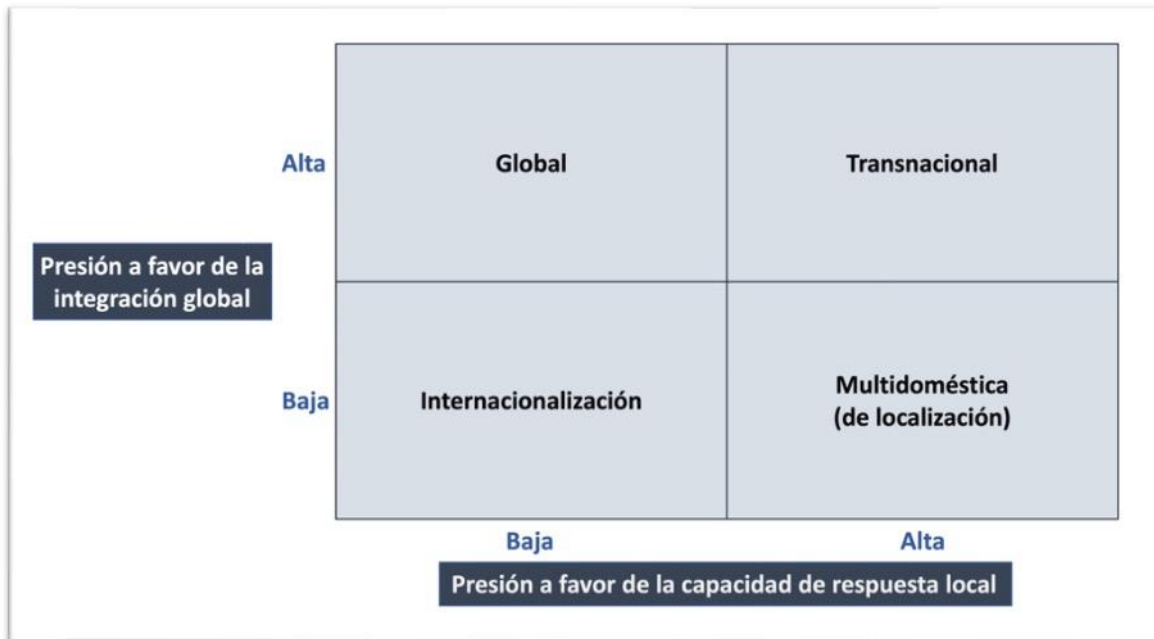 Alta
Global
Transnacional
Presión a favor de la
integración global
Baja
Internacionalización
Multidoméstica
(de localización)
Baja
Alta
Presión a favor de la capacidad de respuesta local